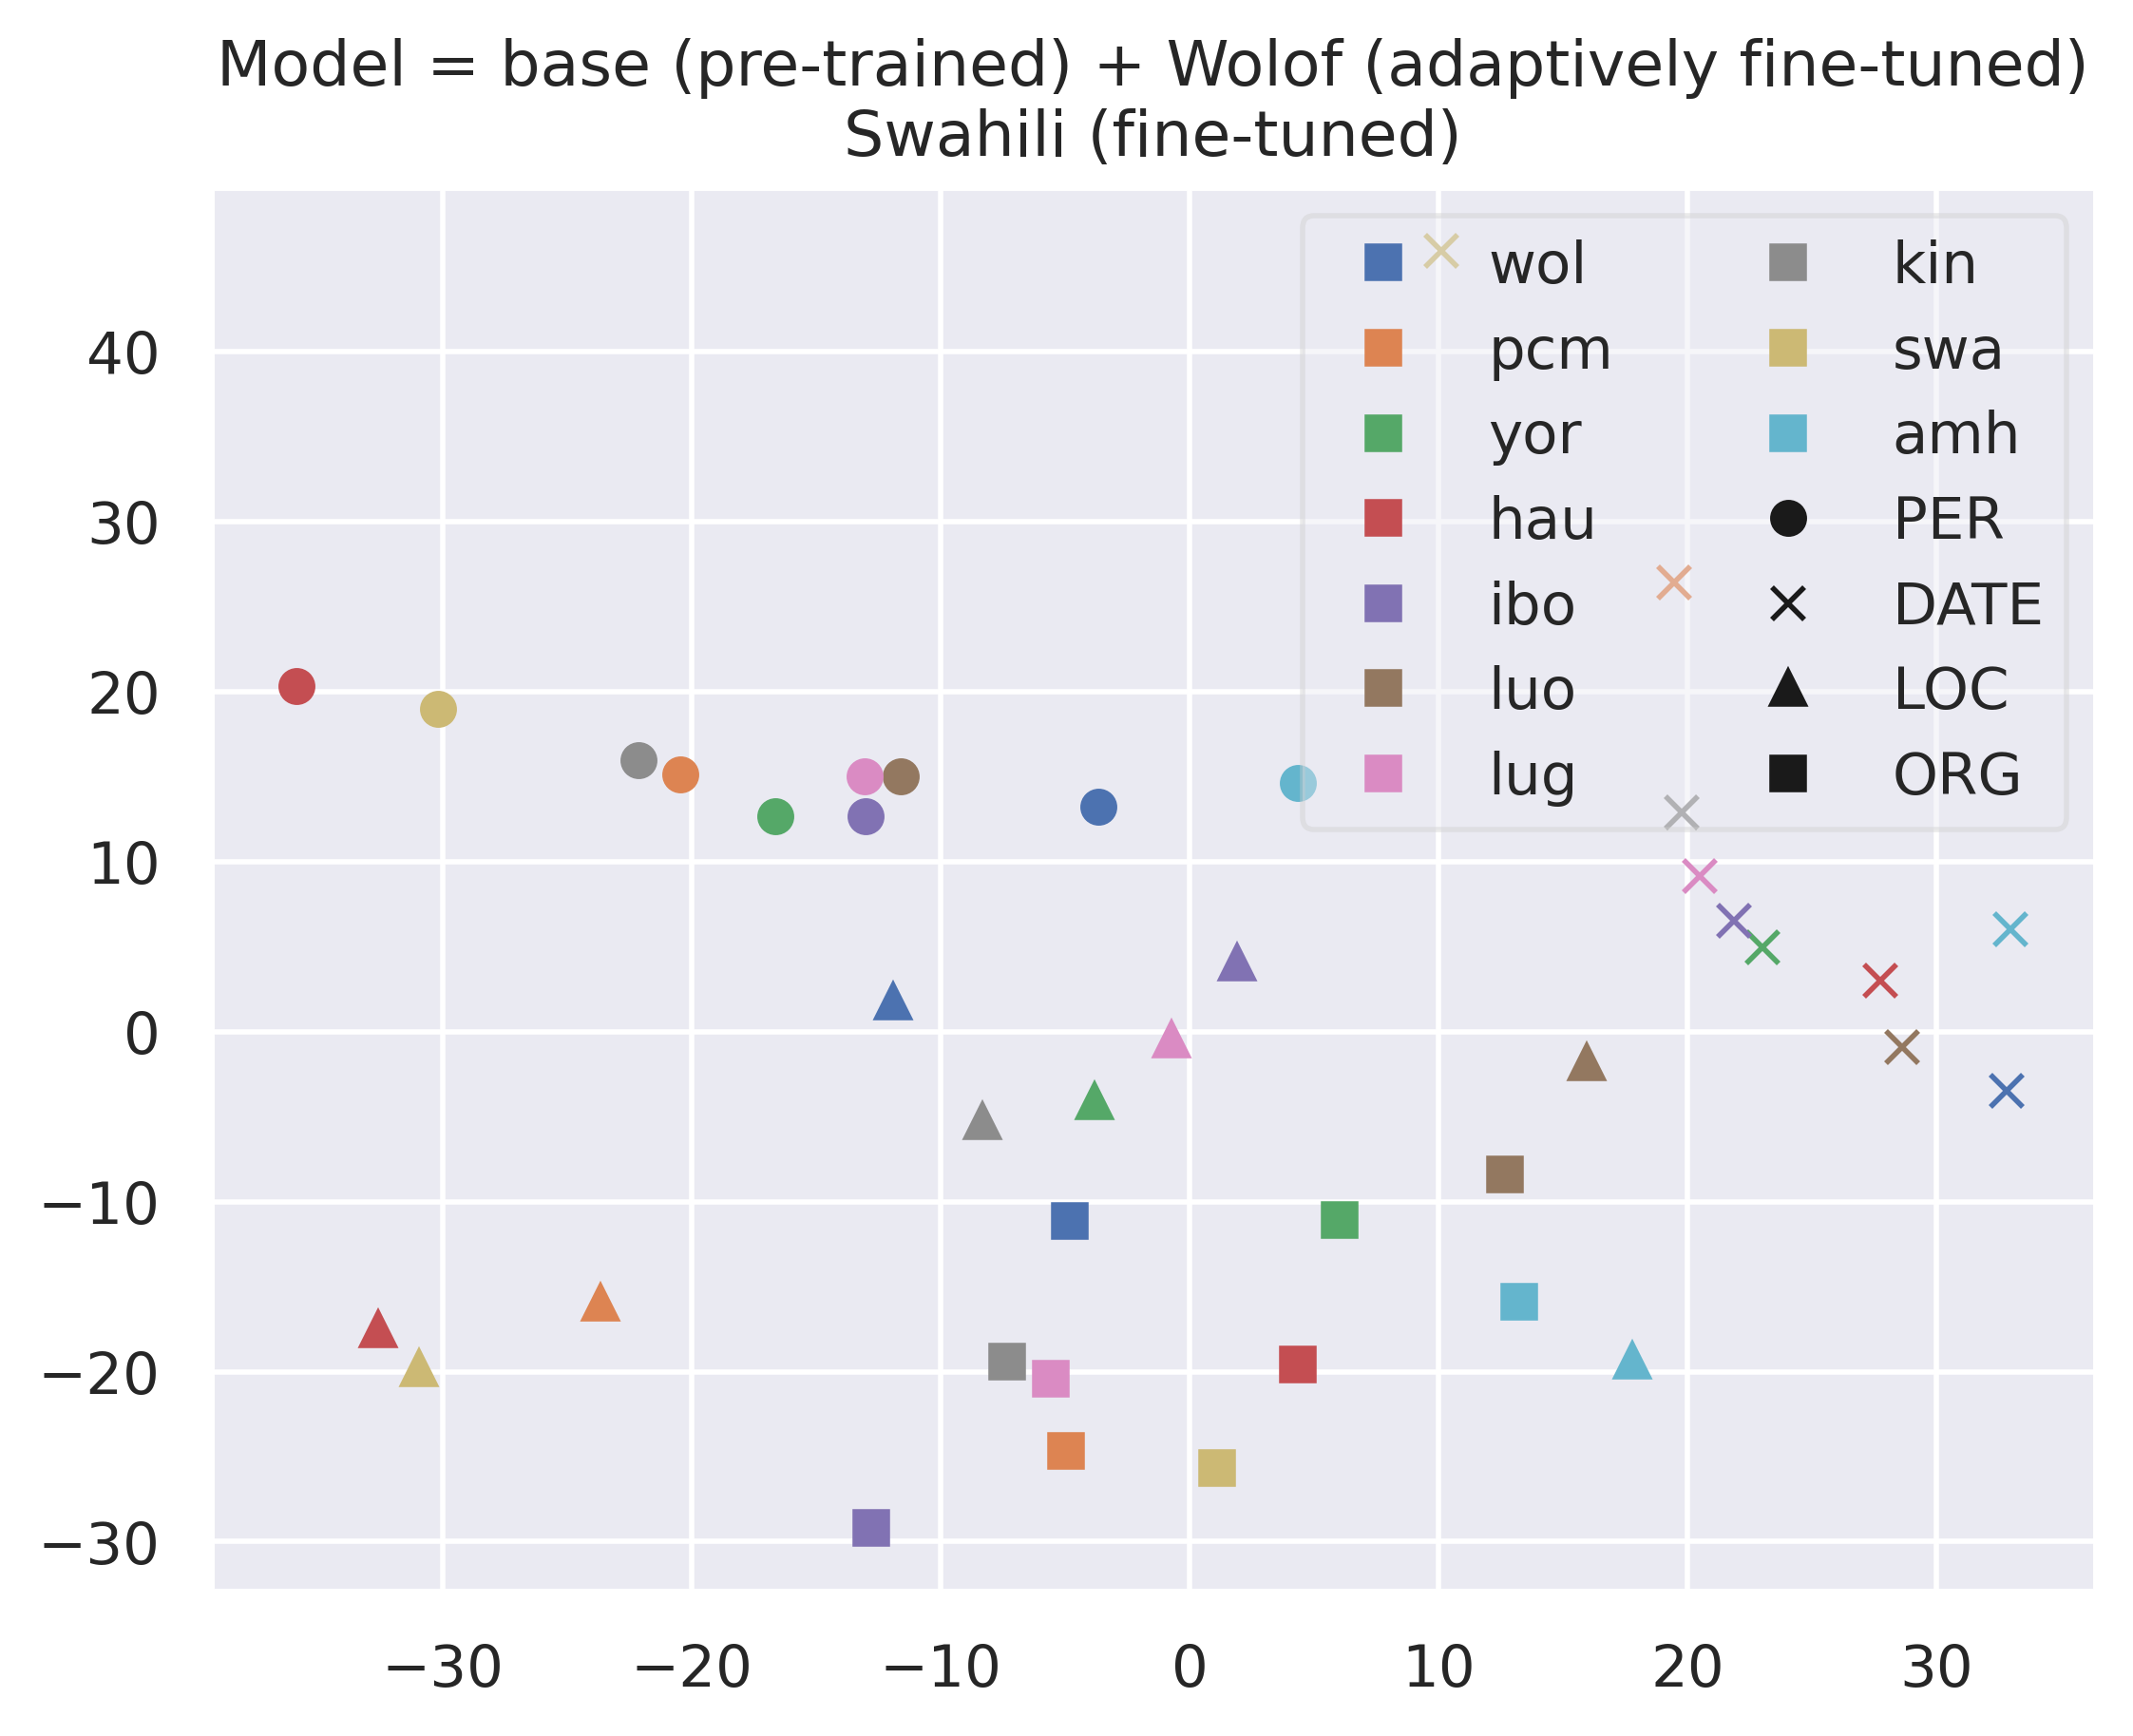 Model = base (pre-trained) + Wolof (adaptively fine-tuned)
Swahili (fine-tuned)
wol
pcm
yor
hau
ibo
luo
lug
kin
swa
amh
PER
DATE
LOC
ORG
40
30
20
10
0
−10
−20
−30
−30 −20 −10 0 10 20 30